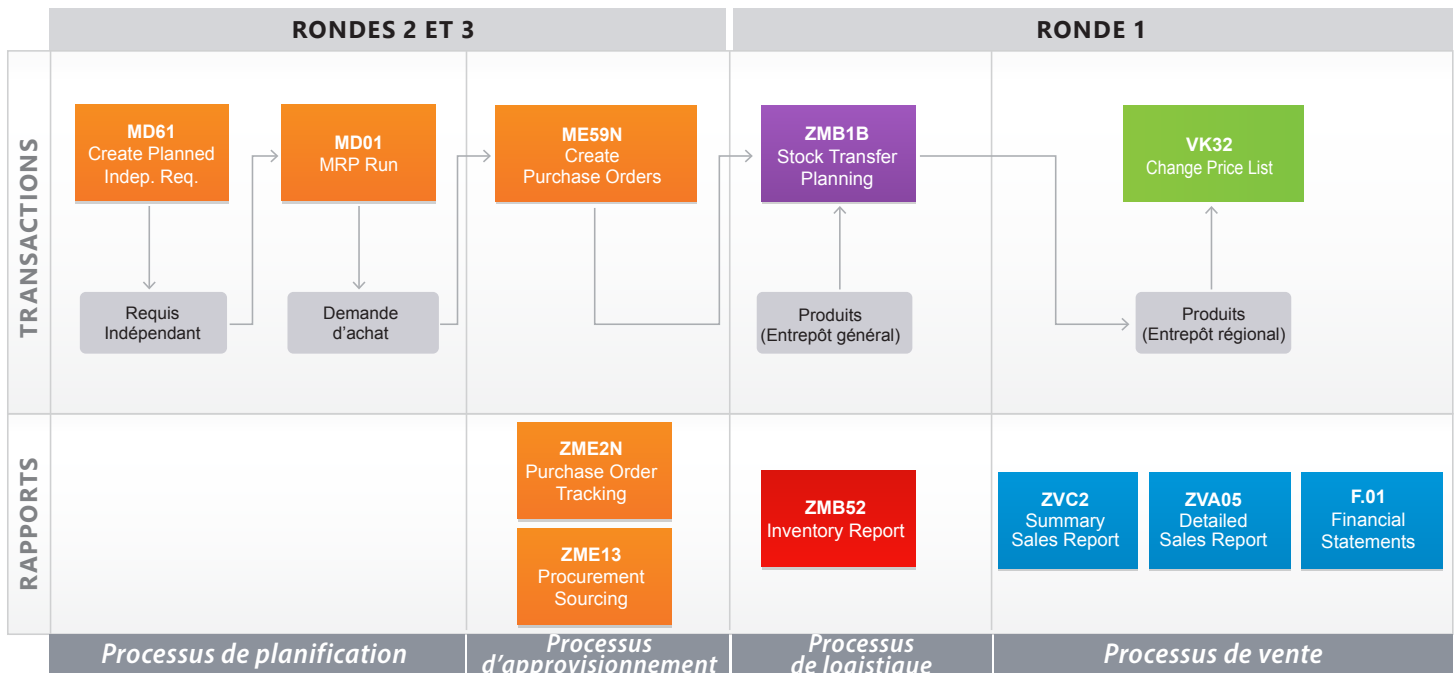 RONDES 2 ET 3
RONDE 1
TRANSACTIONS
MD61
Create Planned
Indep. Req.
MD01
MRP Run
ME59N
Create
Purchase Orders
ZMB1B
Stock Transfer
Planning
VK32
Change Price List
Requis
Indépendant
Demande
d'achat
Produits
(Entrepôt général)
Produits
(Entrepôt régional)
RAPPORTS
ZME2N
Purchase Order
Tracking
ZME13
Procurement
Sourcing
ZMB52
Inventory Report
ZVC2
Summary
Sales Report
ZVA05
Detailed
Sales Report
F.01
Financial
Statements
Processus de planification
Processus
d'approvisionnement
Processus
de logistique
Processus de vente